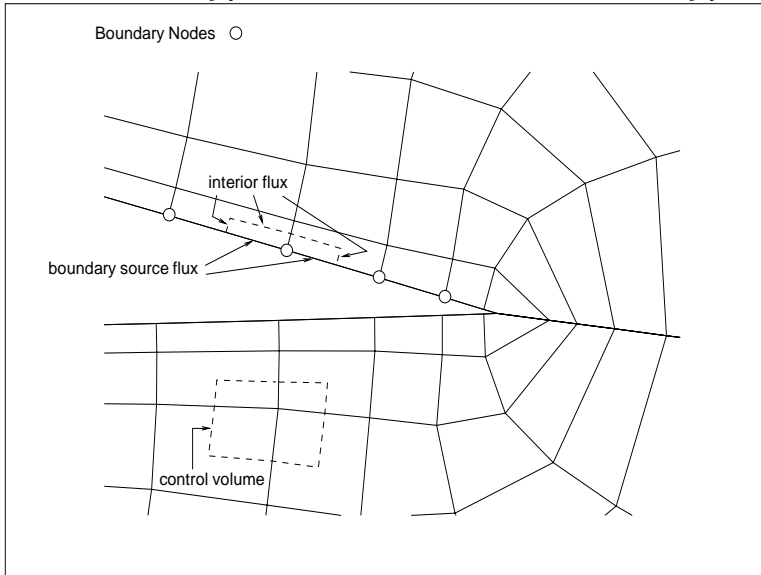 Boundary Nodes
interior flux
boundary source flux
control volume